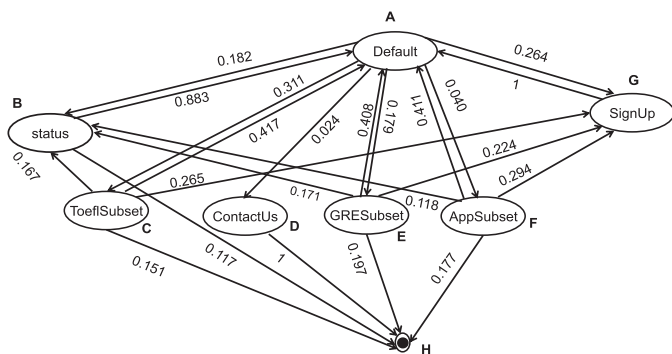 A
Default
0.182
0.883
0.311
0.417
0.024
0.408
0.179
0.411
0.040
0.264
1
G
SignUp
B
status
0.167
0.265
0.171
0.118
0.224
0.294
ToeflSubset
C
ContactUs
D
GRESubset
E
AppSubset
F
0.151
0.117
1
0.197
0.177
H